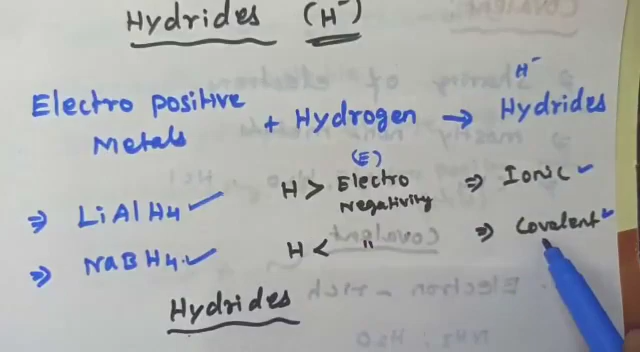 Hydrides (H⁻)
H⁻
Electro positive Metals + Hydrogen → Hydrides
(E)
⇒ LiAlH4 ✓ H > Electro Negativity ⇒ Ionic ✓
⇒ NaBH4 ✓ H < " ⇒ Covalent ✓
Hydrides